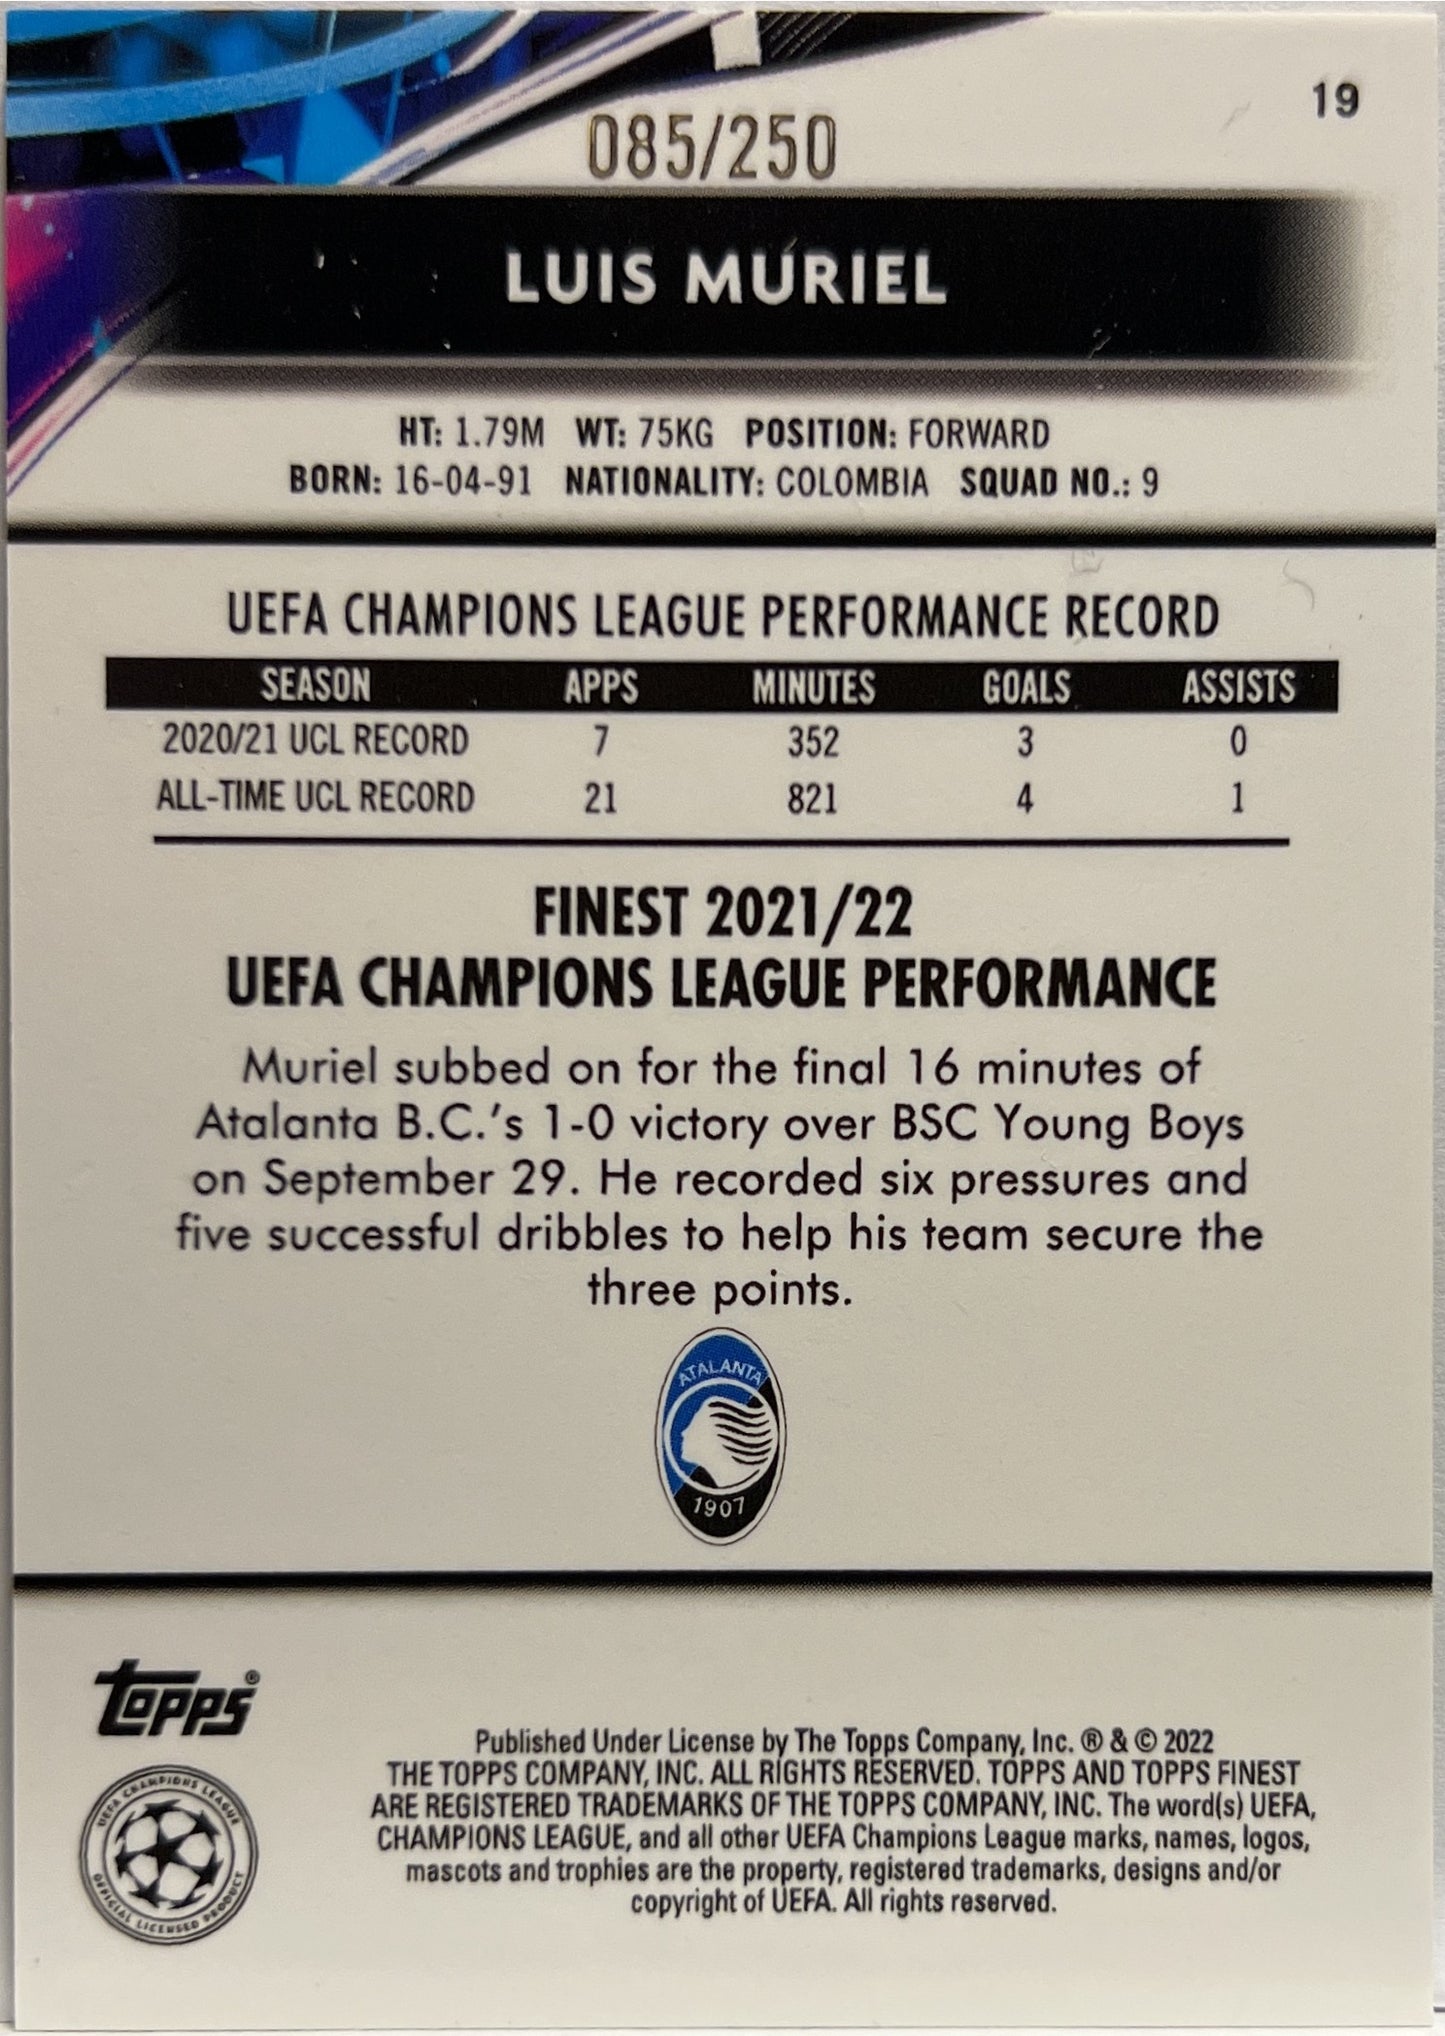 19
085/250
LUIS MURIEL
HT: 1.79M WT: 75KG POSITION: FORWARD
BORN: 16-04-91 NATIONALITY: COLOMBIA SQUAD NO.: 9
UEFA CHAMPIONS LEAGUE PERFORMANCE RECORD
SEASON APPS MINUTES GOALS ASSISTS
2020/21 UCL RECORD 7 352 3 0
ALL-TIME UCL RECORD 21 821 4 1
FINEST 2021/22
UEFA CHAMPIONS LEAGUE PERFORMANCE
Muriel subbed on for the final 16 minutes of
Atalanta B.C.'s 1-0 victory over BSC Young Boys
on September 29. He recorded six pressures and
five successful dribbles to help his team secure the
three points.
ATALANTA
1907
Topps®
UEFA CHAMPIONS LEAGUE
OFFICIAL LICENSED PRODUCT
Published Under License by The Topps Company, Inc. ® & © 2022
THE TOPPS COMPANY, INC. ALL RIGHTS RESERVED. TOPPS AND TOPPS FINEST
ARE REGISTERED TRADEMARKS OF THE TOPPS COMPANY, INC. The word(s) UEFA,
CHAMPIONS LEAGUE, and all other UEFA Champions League marks, names, logos,
mascots and trophies are the property, registered trademarks, designs and/or
copyright of UEFA. All rights reserved.